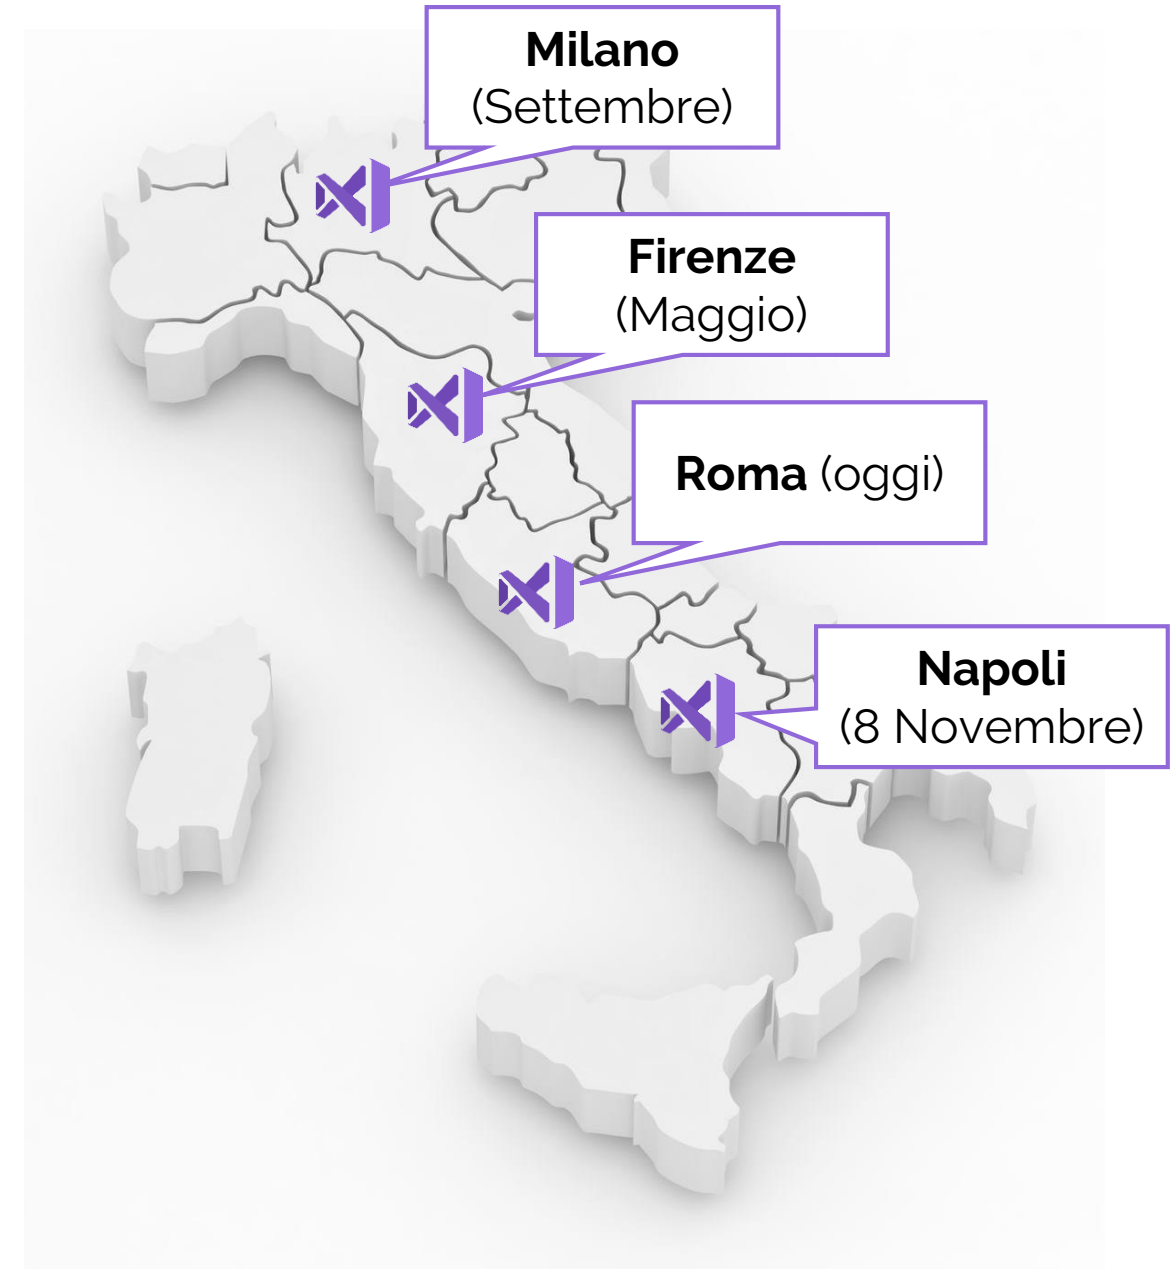 Milano
(Settembre)
Firenze
(Maggio)
Roma (oggi)
Napoli
(8 Novembre)